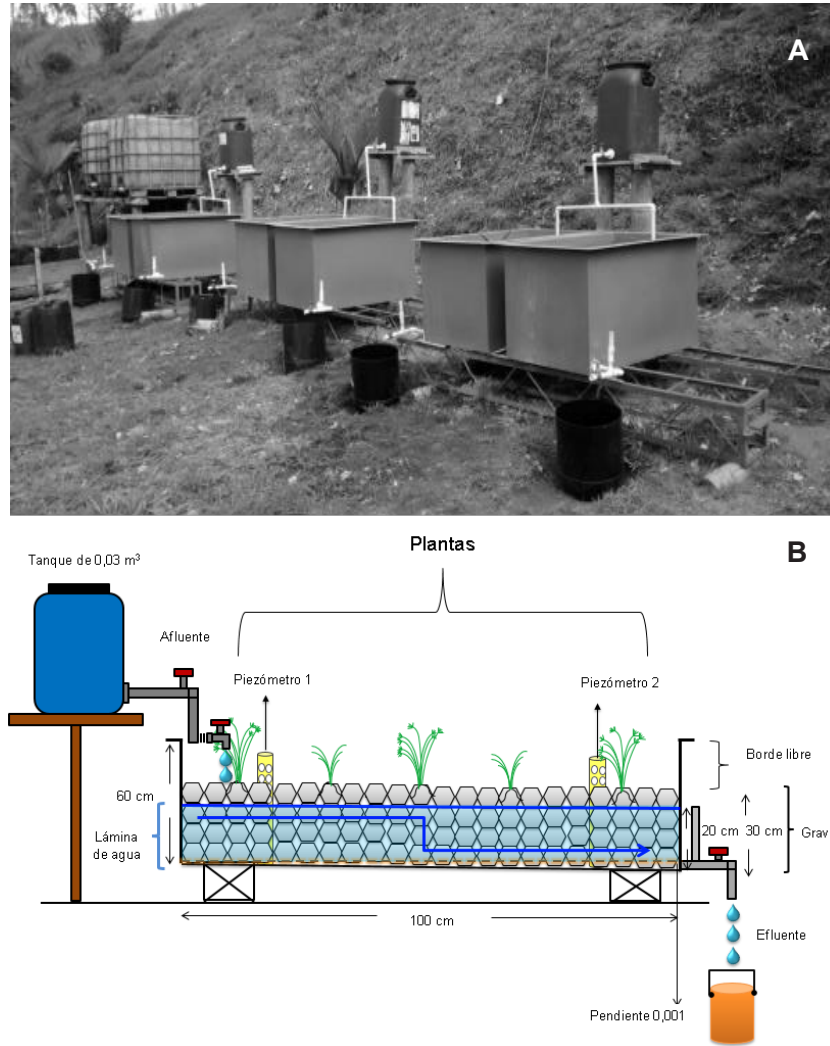 A
B
Plantas
Tanque de 0,03 m³
Afluente
Piezómetro 1
Piezómetro 2
Borde libre
60 cm
Lámina
de agua
20 cm
30 cm
Grav
100 cm
Efluente
Pendiente 0,001